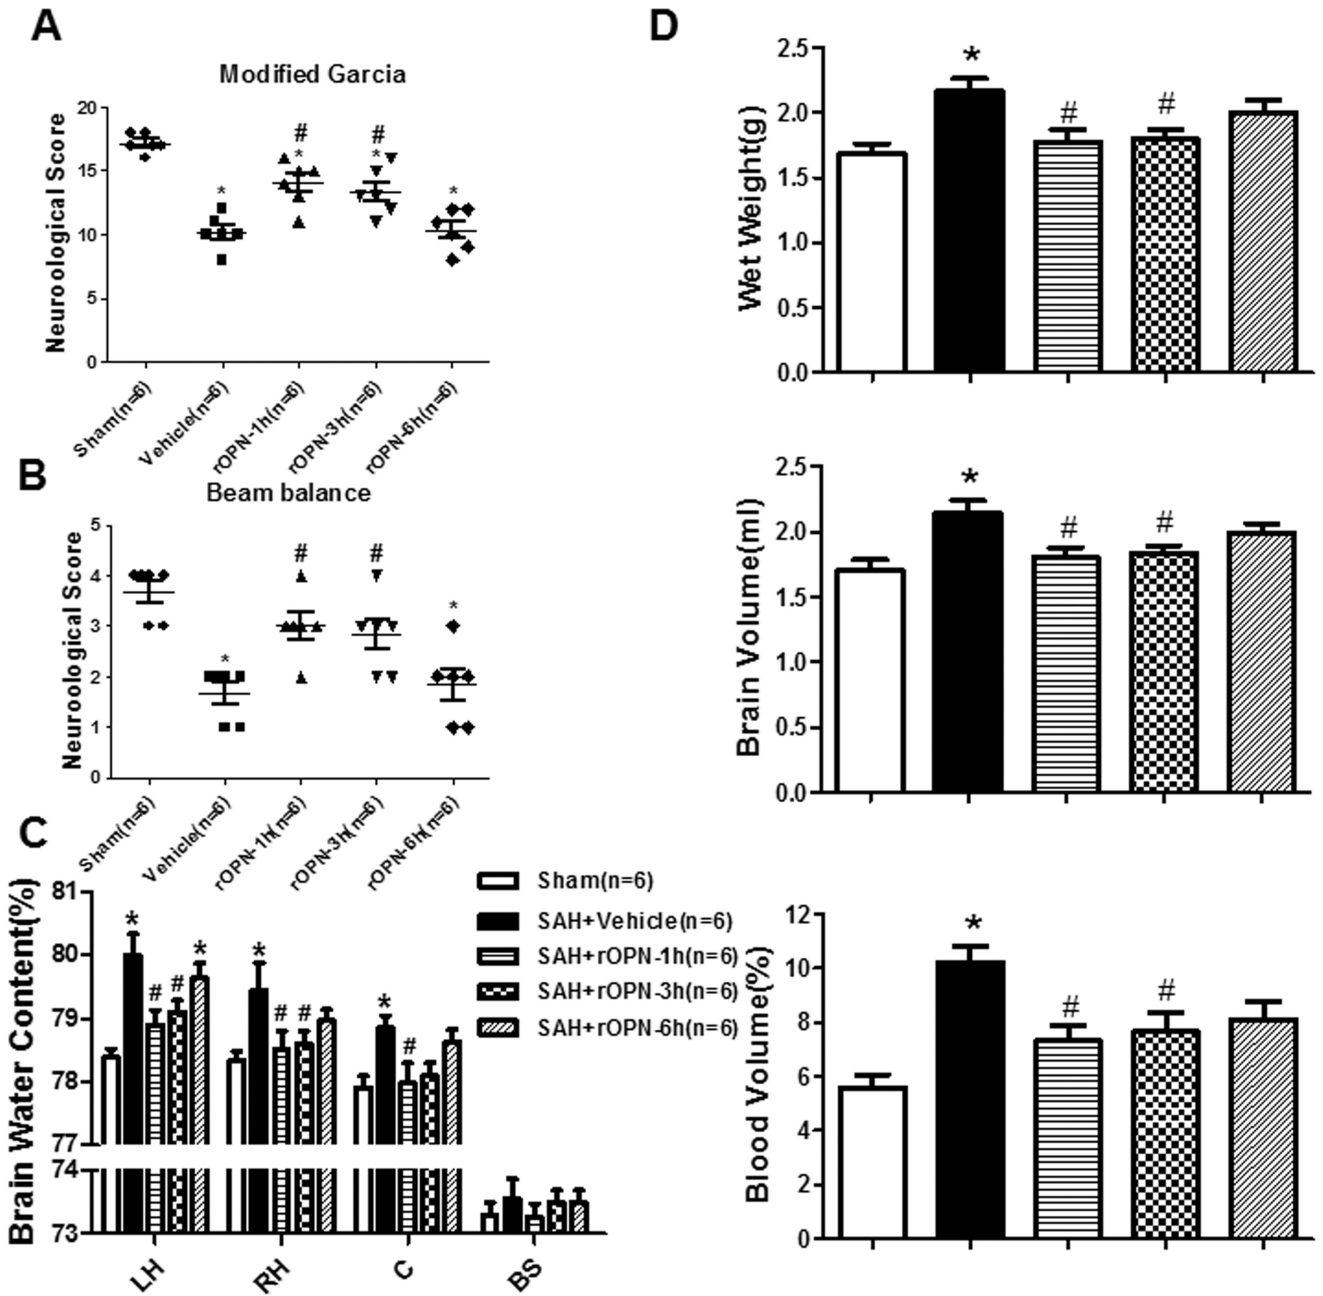 A
Modified Garcia
Neuroological Score
20
15
10
5
0
#
*
#
*
*
*
Sham(n=6)
Vehicle(n=6)
rOPN-1h(n=6)
rOPN-3h(n=6)
rOPN-6h(n=6)
B
Beam balance
Neuroological Score
5
4
3
2
1
0
*
#
#
*
Sham(n=6)
Vehicle(n=6)
rOPN-1h(n=6)
rOPN-3h(n=6)
rOPN-6h(n=6)
C
Brain Water Content(%)
81
80
79
78
77
74
73
*
#
#
*
*
#
#
*
#
LH
RH
C
BS
Sham(n=6)
SAH+Vehicle(n=6)
SAH+rOPN-1h(n=6)
SAH+rOPN-3h(n=6)
SAH+rOPN-6h(n=6)
D
Wet Weight(g)
2.5
2.0
1.5
1.0
0.5
0.0
*
#
#
Brain Volume(ml)
2.5
2.0
1.5
1.0
0.5
0.0
*
#
#
Blood Volume(%)
12
10
8
6
4
2
0
*
#
#